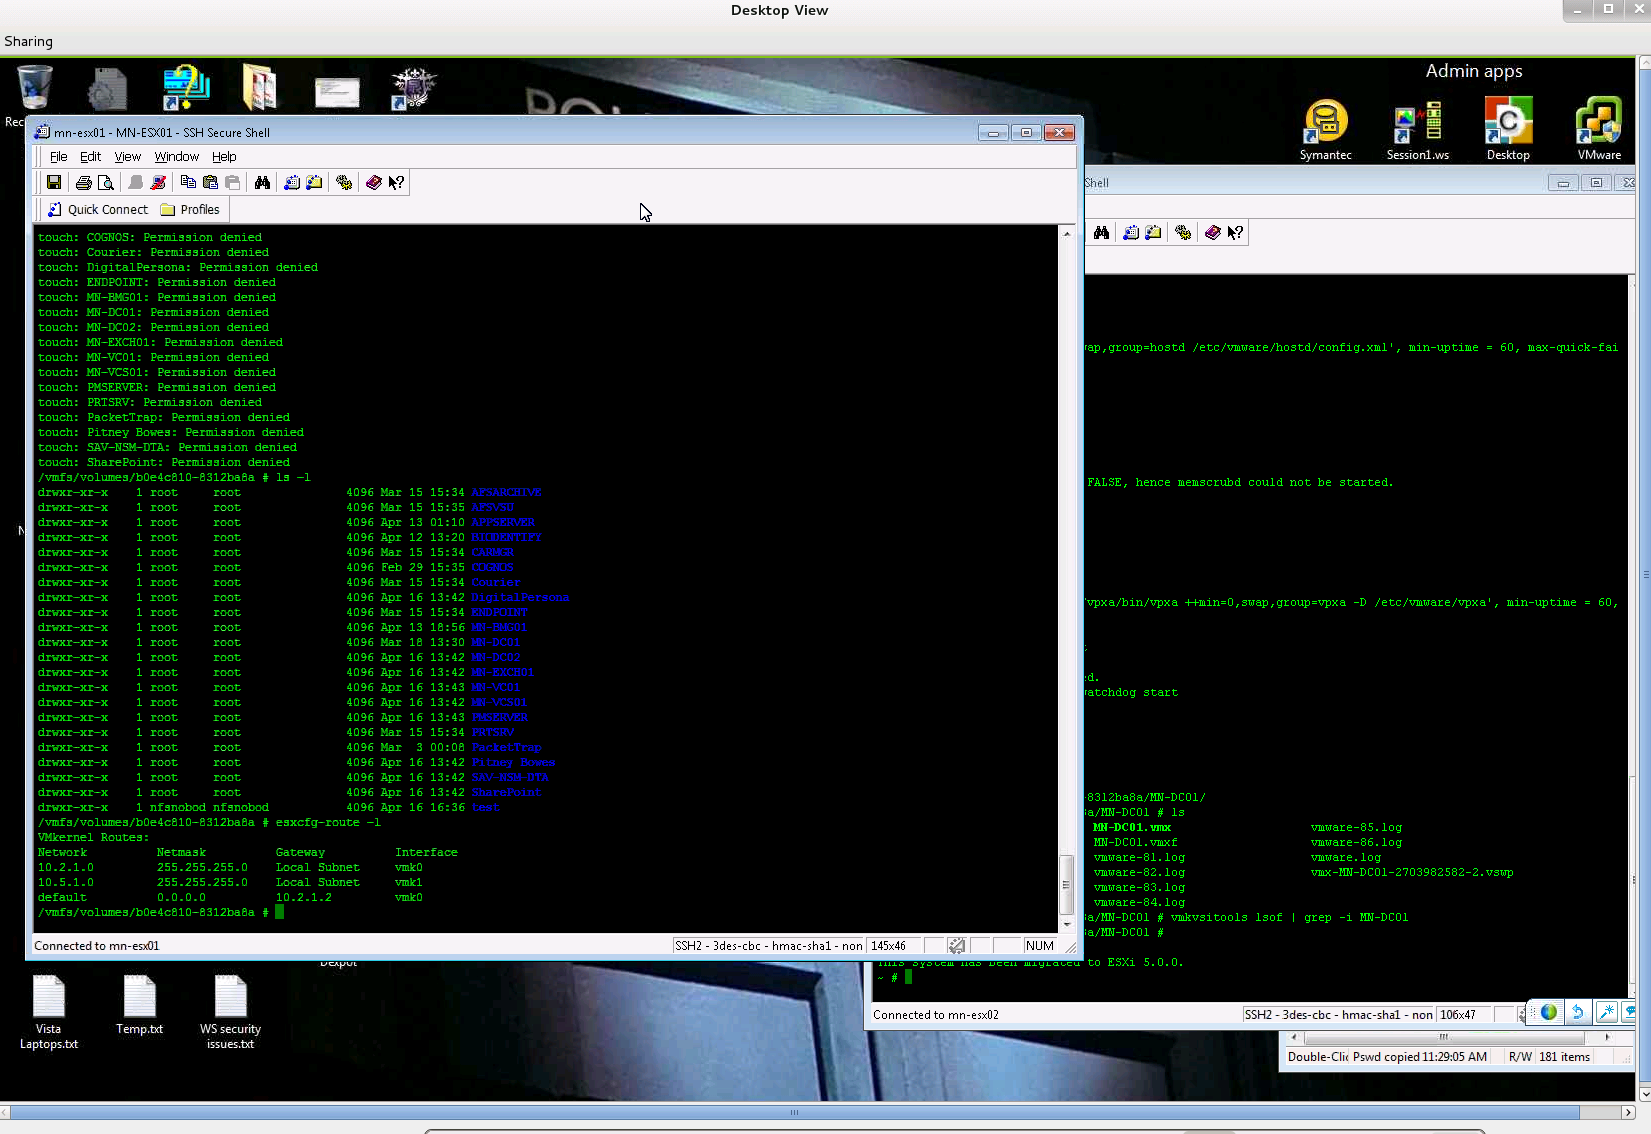 Desktop View
Sharing
Admin apps
Symantec
Session1.ws
Desktop
VMware
mn-esx01 - MN-ESX01 - SSH Secure Shell
File Edit View Window Help
Quick Connect Profiles
touch: COGNOS: Permission denied
touch: Courier: Permission denied
touch: DigitalPersona: Permission denied
touch: ENDPOINT: Permission denied
touch: MN-BMG01: Permission denied
touch: MN-DC01: Permission denied
touch: MN-DC02: Permission denied
touch: MN-EXCH01: Permission denied
touch: MN-VC01: Permission denied
touch: MN-VCS01: Permission denied
touch: PMSERVER: Permission denied
touch: PRTSRV: Permission denied
touch: PacketTrap: Permission denied
touch: Pitney Bowes: Permission denied
touch: SAV-NSM-DTA: Permission denied
touch: SharePoint: Permission denied
/vmfs/volumes/b0e4c810-8312ba8a # ls -l
drwxr-xr-x 1 root root 4096 Mar 15 15:34 AFSARCHIVE
drwxr-xr-x 1 root root 4096 Mar 15 15:35 AFSVSU
drwxr-xr-x 1 root root 4096 Apr 13 01:10 APPSERVER
drwxr-xr-x 1 root root 4096 Apr 12 13:20 BIIDENTIFY
drwxr-xr-x 1 root root 4096 Mar 15 15:34 CARMGR
drwxr-xr-x 1 root root 4096 Feb 29 15:35 COGNOS
drwxr-xr-x 1 root root 4096 Mar 15 15:34 Courier
drwxr-xr-x 1 root root 4096 Apr 16 13:42 DigitalPersona
drwxr-xr-x 1 root root 4096 Mar 15 15:34 ENDPOINT
drwxr-xr-x 1 root root 4096 Apr 13 18:56 MN-BMG01
drwxr-xr-x 1 root root 4096 Mar 18 13:30 MN-DC01
drwxr-xr-x 1 root root 4096 Apr 16 13:42 MN-DC02
drwxr-xr-x 1 root root 4096 Apr 16 13:42 MN-EXCH01
drwxr-xr-x 1 root root 4096 Apr 16 13:43 MN-VC01
drwxr-xr-x 1 root root 4096 Apr 16 13:42 MN-VCS01
drwxr-xr-x 1 root root 4096 Apr 16 13:43 PMSERVER
drwxr-xr-x 1 root root 4096 Mar 15 15:34 PRTSRV
drwxr-xr-x 1 root root 4096 Mar 3 00:08 PacketTrap
drwxr-xr-x 1 root root 4096 Apr 16 13:42 Pitney Bowes
drwxr-xr-x 1 root root 4096 Apr 16 13:42 SAV-NSM-DTA
drwxr-xr-x 1 root root 4096 Apr 16 13:42 SharePoint
drwxr-xr-x 1 nfsnobod nfsnobod 4096 Apr 16 16:36 test
/vmfs/volumes/b0e4c810-8312ba8a # esxcfg-route -l
VMkernel Routes:
Network Netmask Gateway Interface
10.2.1.0 255.255.255.0 Local Subnet vmk0
10.5.1.0 255.255.255.0 Local Subnet vmk1
default 0.0.0.0 10.2.1.2 vmk0
/vmfs/volumes/b0e4c810-8312ba8a #
Connected to mn-esx01
SSH2 - 3des-cbc - hmac-sha1 - non 145x46 NUM
Shell
ap,group=hostd /etc/vmware/hostd/config.xml', min-uptime = 60, max-quick-fai
FALSE, hence memscrubd could not be started.
/vpxa/bin/vpxa ++min=0,swap,group=vpxa -D /etc/vmware/vpxa', min-uptime = 60,
d.
atchdog start
8312ba8a/MN-DC01/
a/MN-DC01 # ls
MN-DC01.vmx vmware-85.log
MN-DC01.vmxf vmware-86.log
vmware-81.log vmware.log
vmware-82.log vmx-MN-DC01-2703982582-2.vswp
vmware-83.log
vmware-84.log
a/MN-DC01 # vmkvsitools lsof | grep -i MN-DC01
a/MN-DC01 #
This system has been migrated to ESXi 5.0.0.
~ #
Connected to mn-esx02
SSH2 - 3des-cbc - hmac-sha1 - non 106x47
Double-Clic Pswd copied 11:29:05 AM R/W 181 items
Vista
Laptops.txt
Temp.txt
WS security
issues.txt